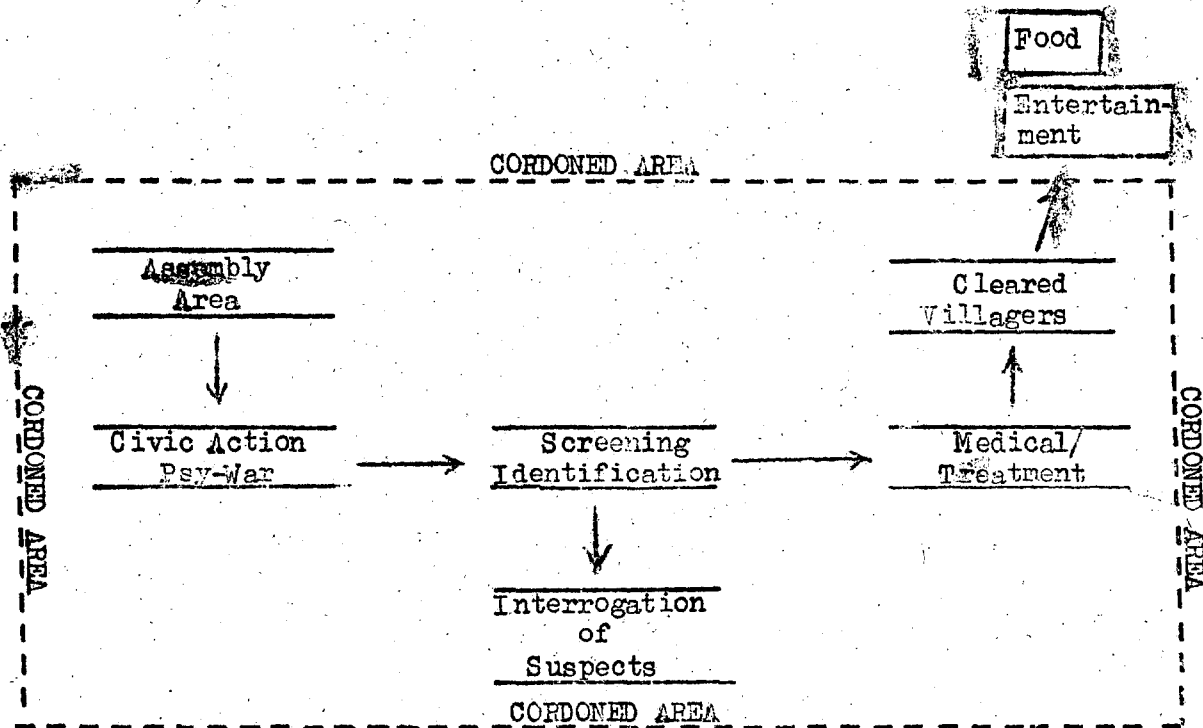 Food
Entertain-
ment
CORDONED AREA
Assembly
Area
Cleared
Villagers
CORDONED AREA
CORDONED AREA
Civic Action
Psy-War
Screening
Identification
Medical/
Treatment
Interrogation
of
Suspects
CORDONED AREA